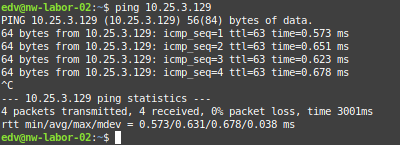 edv@nw-labor-02:~$ ping 10.25.3.129
PING 10.25.3.129 (10.25.3.129) 56(84) bytes of data.
64 bytes from 10.25.3.129: icmp_seq=1 ttl=63 time=0.573 ms
64 bytes from 10.25.3.129: icmp_seq=2 ttl=63 time=0.651 ms
64 bytes from 10.25.3.129: icmp_seq=3 ttl=63 time=0.623 ms
64 bytes from 10.25.3.129: icmp_seq=4 ttl=63 time=0.678 ms
^C
--- 10.25.3.129 ping statistics ---
4 packets transmitted, 4 received, 0% packet loss, time 3001ms
rtt min/avg/max/mdev = 0.573/0.631/0.678/0.038 ms
edv@nw-labor-02:~$